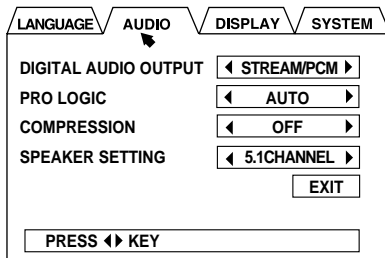 LANGUAGE AUDIO DISPLAY SYSTEM
DIGITAL AUDIO OUTPUT ◀ STREAM/PCM ▶
PRO LOGIC ◀ AUTO ▶
COMPRESSION ◀ OFF ▶
SPEAKER SETTING ◀ 5.1CHANNEL ▶
EXIT
PRESS ◀▶ KEY